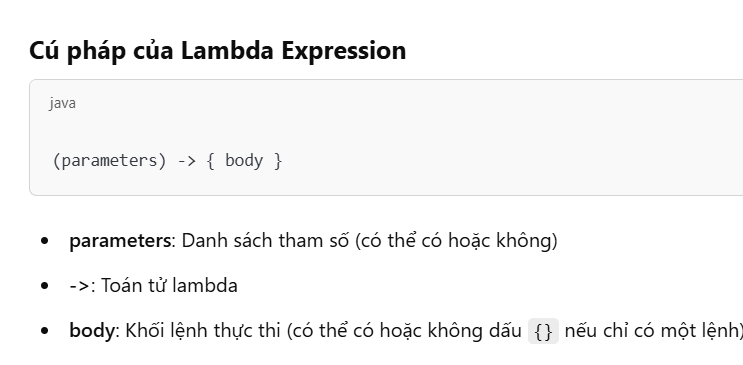 Cú pháp của Lambda Expression
java
(parameters) -> { body }
• parameters: Danh sách tham số (có thể có hoặc không)
• ->: Toán tử lambda
• body: Khối lệnh thực thi (có thể có hoặc không dấu {} nếu chỉ có một lệnh)